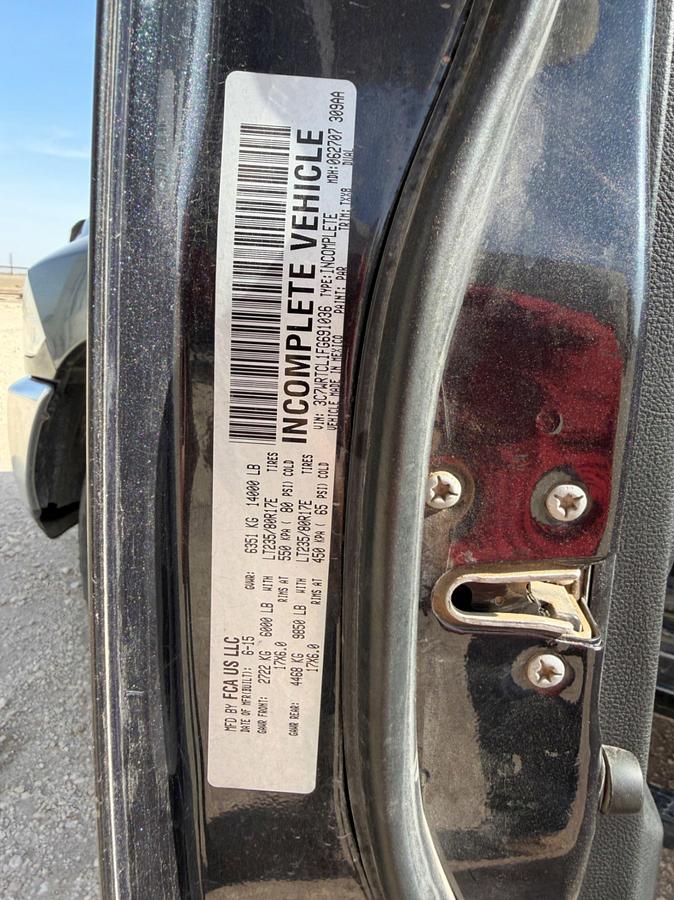 MFD BY FCA US LLC
DATE OF MFR(BUILT): 6-15 GVWR: 6351 KG 14000 LB
GAWR FRONT: 2722 KG 6000 LB WITH LT235/80R17E TIRES
17X6.0 RIMS AT 550 KPA ( 80 PSI) COLD
GAWR REAR: 4468 KG 9850 LB WITH LT235/80R17E TIRES
17X6.0 RIMS AT 450 KPA ( 65 PSI) COLD
INCOMPLETE VEHICLE
VIN: 3C7WRTCL1FG691036 TYPE: INCOMPLETE MDH: 062707 309AA
VEHICLE MADE IN MEXICO PAINT: PAR TRIM: TXX8 DUAL